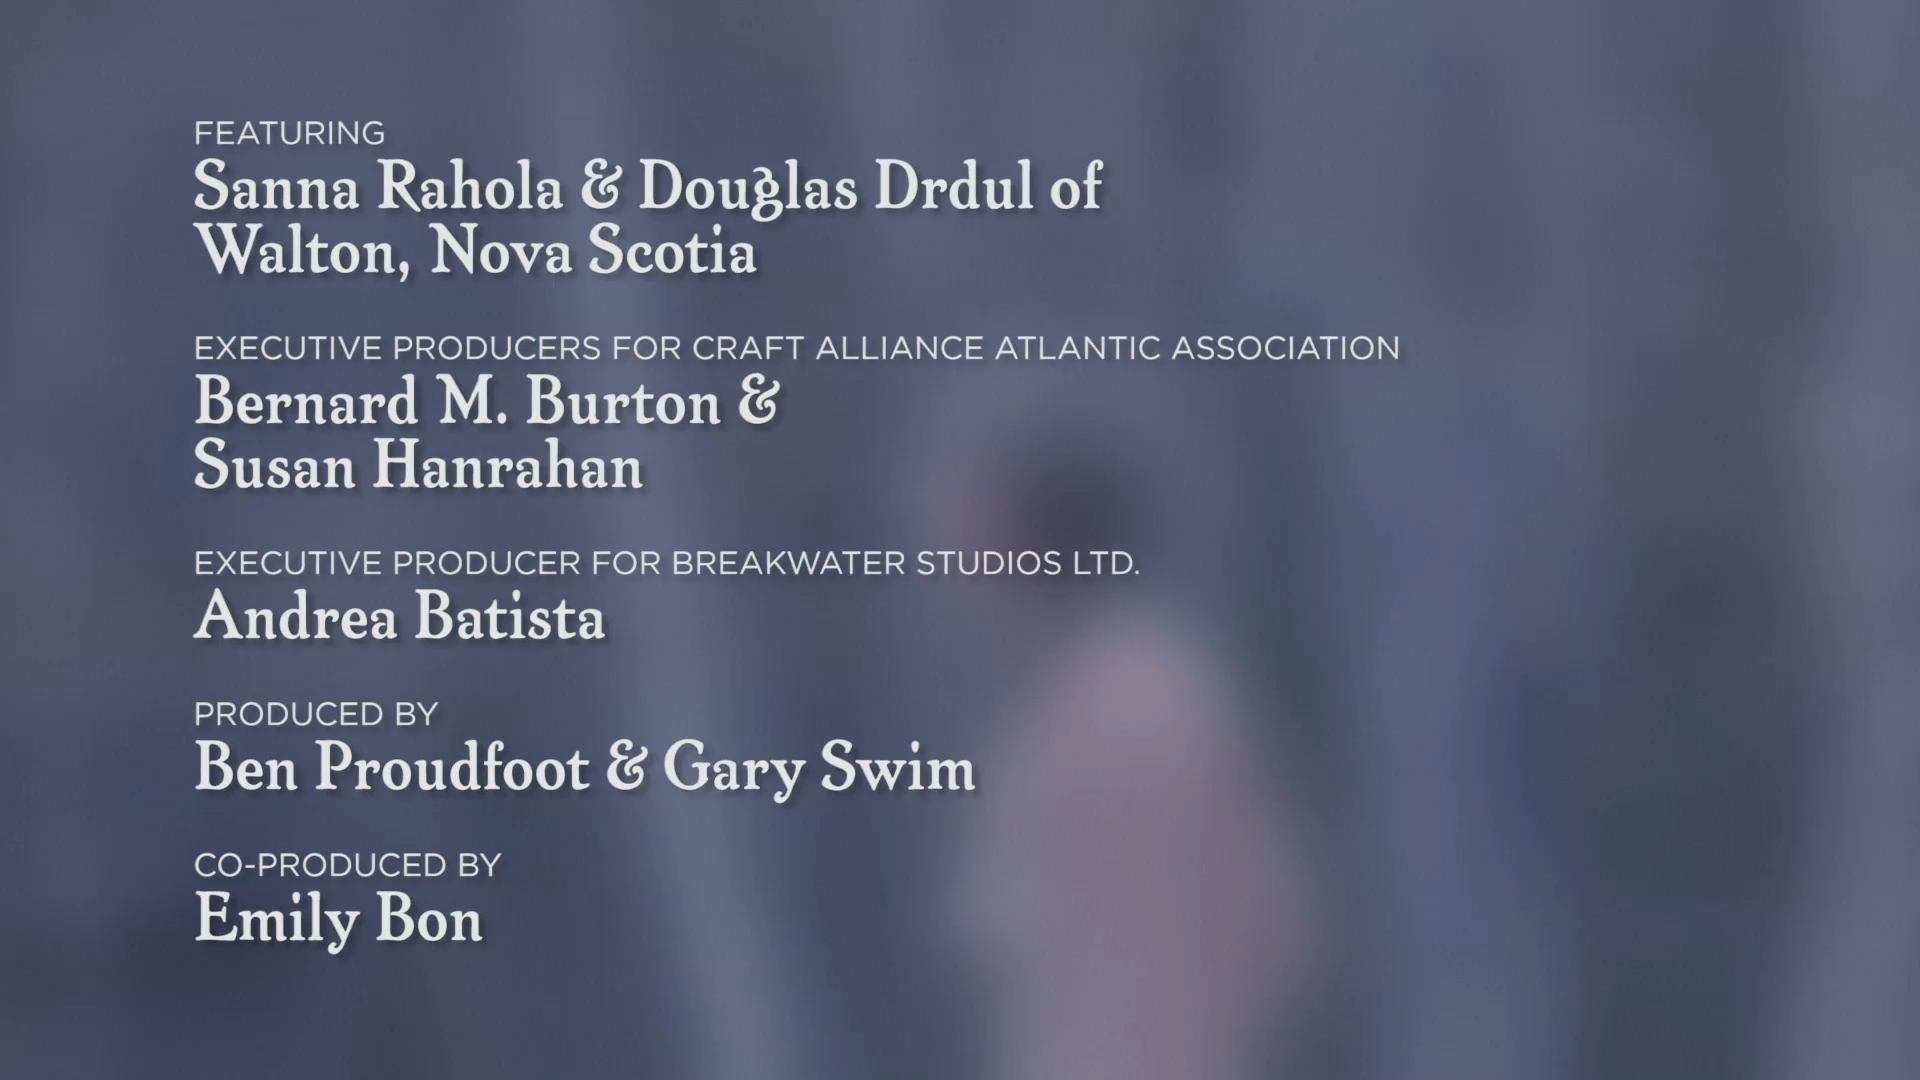 FEATURING
Sanna Rahola & Douglas Drdul of
Walton, Nova Scotia
EXECUTIVE PRODUCERS FOR CRAFT ALLIANCE ATLANTIC ASSOCIATION
Bernard M. Burton &
Susan Hanrahan
EXECUTIVE PRODUCER FOR BREAKWATER STUDIOS LTD.
Andrea Batista
PRODUCED BY
Ben Proudfoot & Gary Swim
CO-PRODUCED BY
Emily Bon